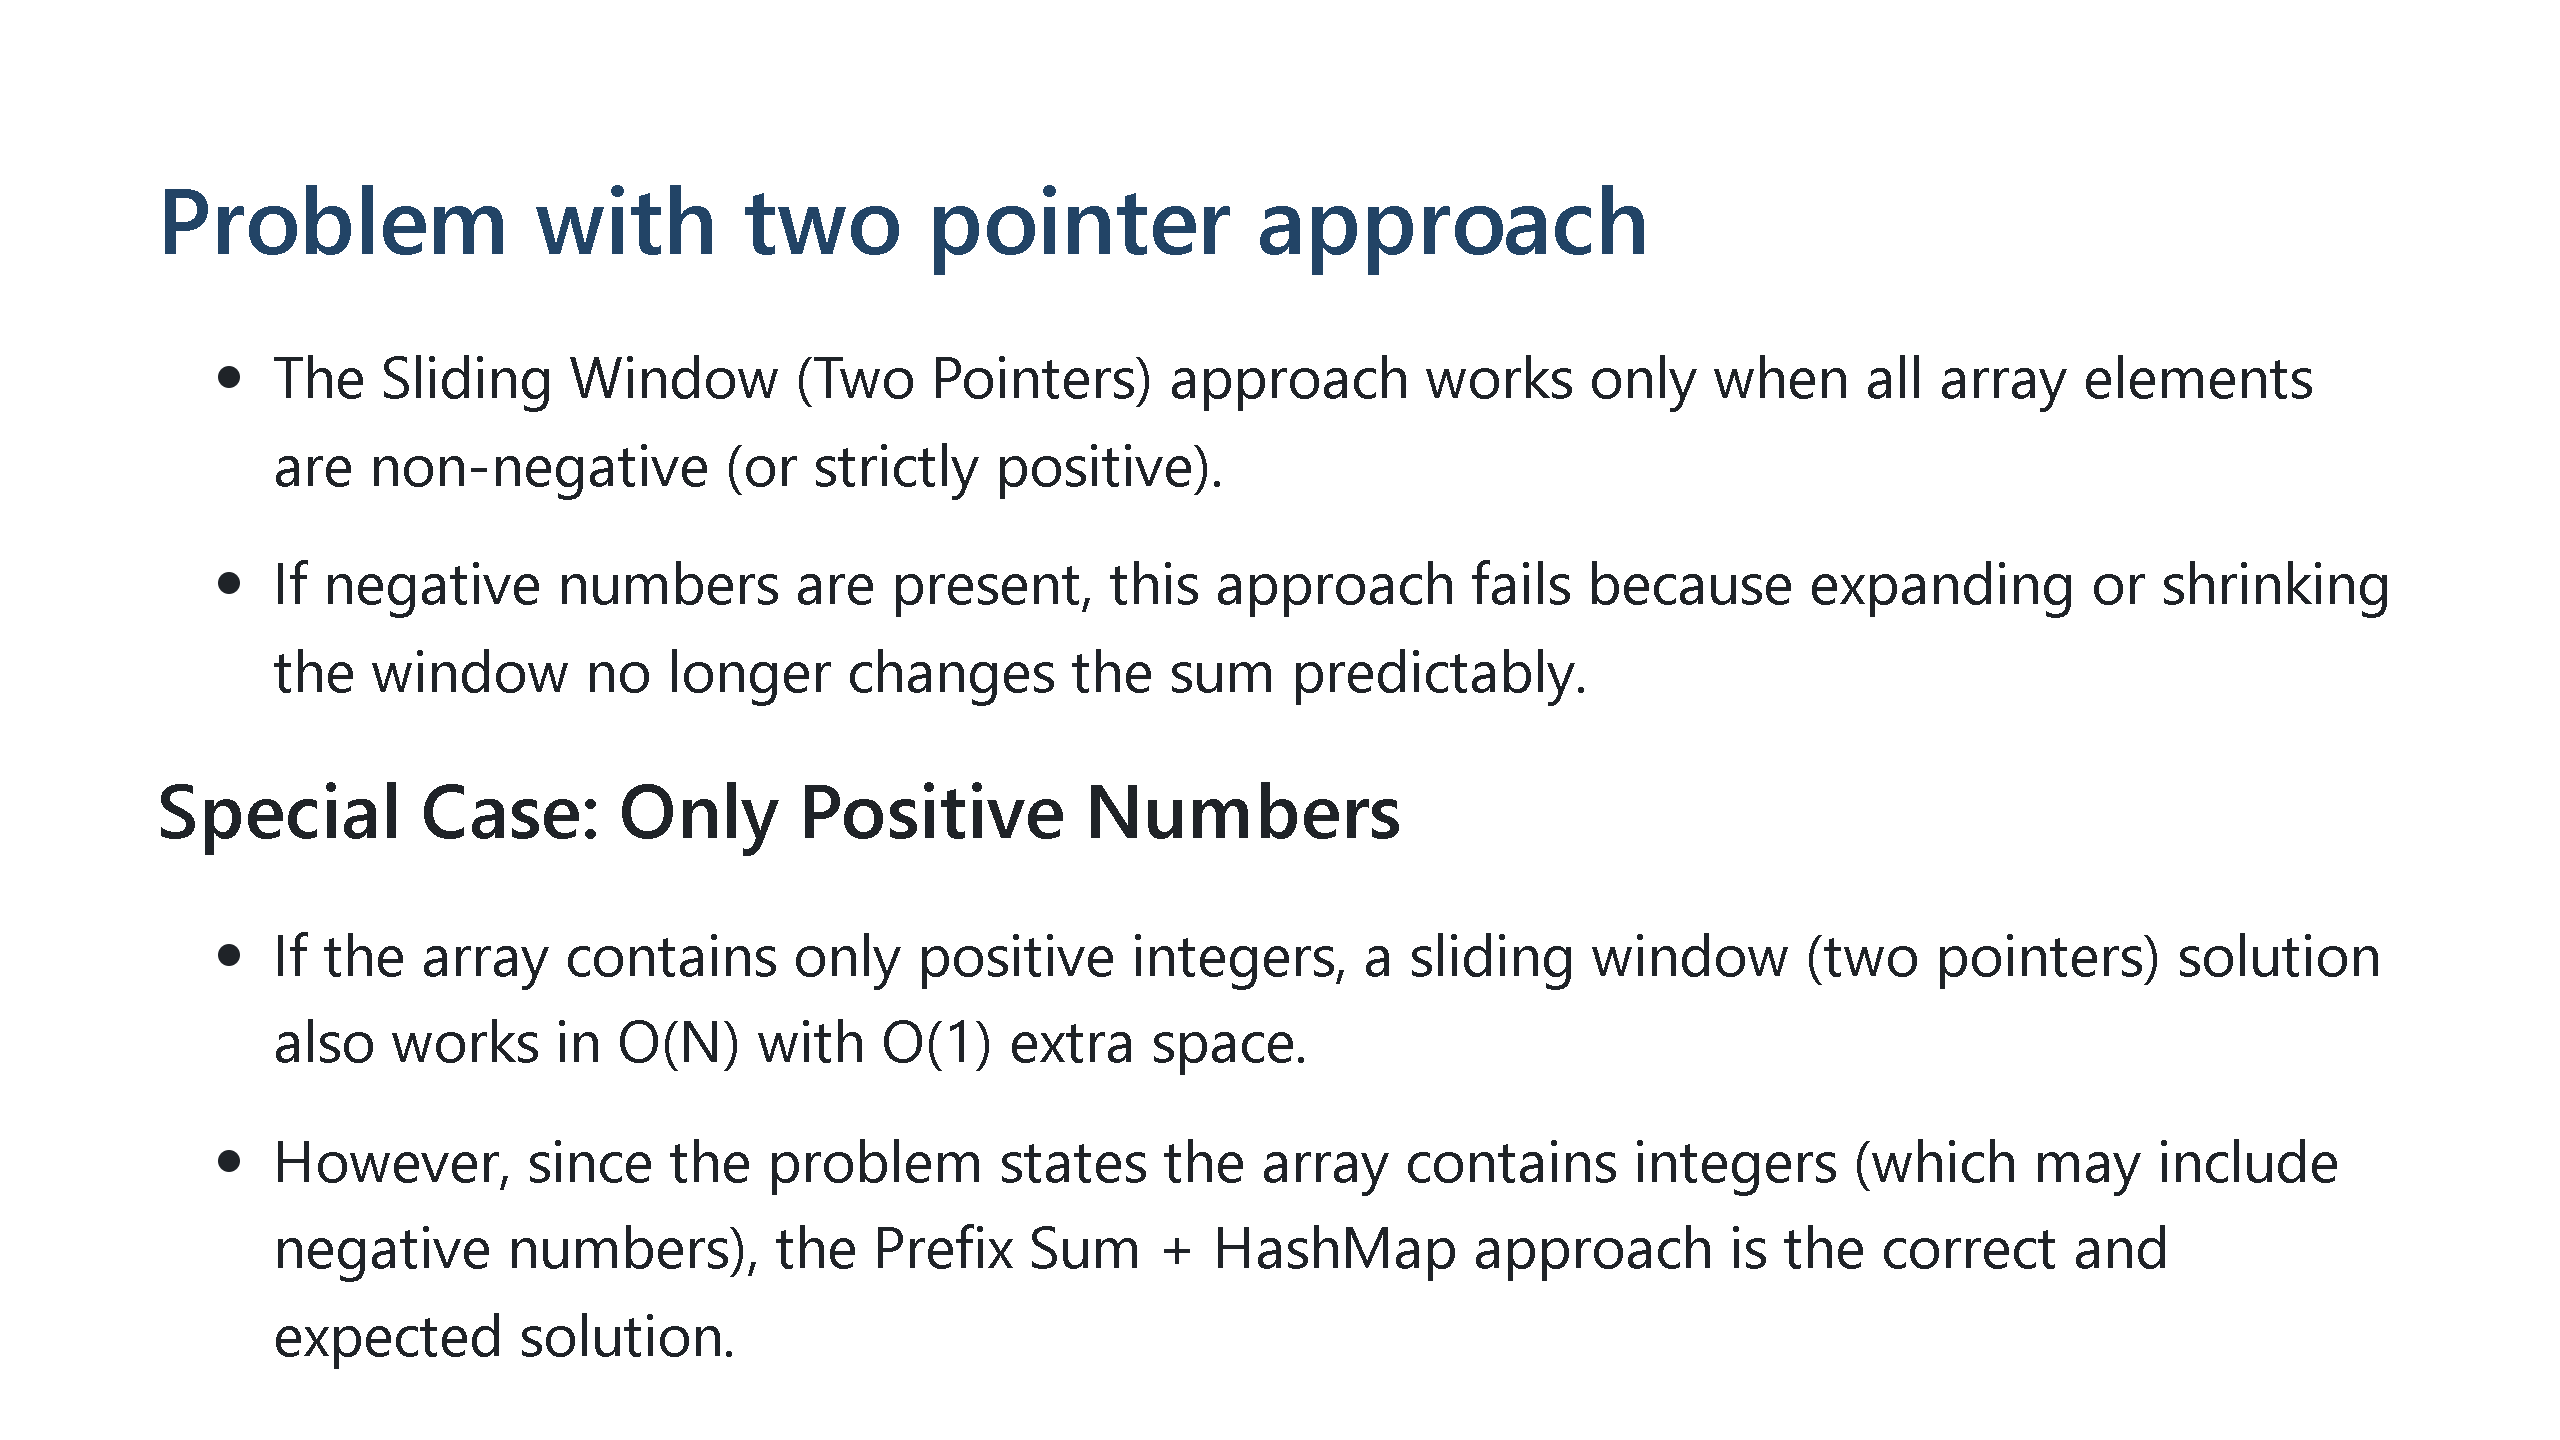 Problem with two pointer approach
• The Sliding Window (Two Pointers) approach works only when all array elements
are non-negative (or strictly positive).
• If negative numbers are present, this approach fails because expanding or shrinking
the window no longer changes the sum predictably.
Special Case: Only Positive Numbers
• If the array contains only positive integers, a sliding window (two pointers) solution
also works in O(N) with O(1) extra space.
• However, since the problem states the array contains integers (which may include
negative numbers), the Prefix Sum + HashMap approach is the correct and
expected solution.